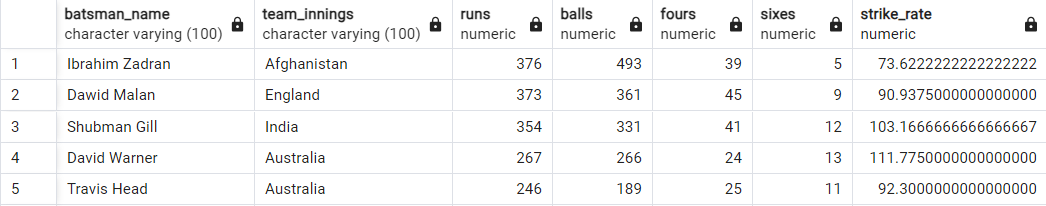 batsman_name team_innings runs balls fours sixes strike_rate
character varying (100) character varying (100) numeric numeric numeric numeric numeric
1 Ibrahim Zadran Afghanistan 376 493 39 5 73.6222222222222222
2 Dawid Malan England 373 361 45 9 90.9375000000000000
3 Shubman Gill India 354 331 41 12 103.1666666666666667
4 David Warner Australia 267 266 24 13 111.7750000000000000
5 Travis Head Australia 246 189 25 11 92.3000000000000000